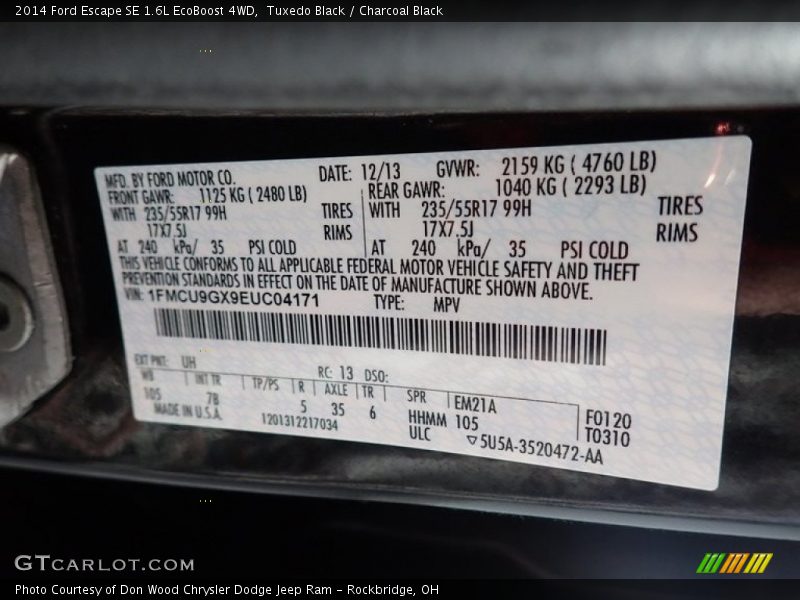 2014 Ford Escape SE 1.6L EcoBoost 4WD,  Tuxedo Black / Charcoal Black
MFD. BY FORD MOTOR CO. DATE: 12/13 GVWR: 2159 KG ( 4760 LB)
FRONT GAWR: 1125 KG ( 2480 LB) REAR GAWR: 1040 KG ( 2293 LB)
WITH 235/55R17 99H TIRES WITH 235/55R17 99H TIRES
17X7.5J RIMS 17X7.5J RIMS
AT 240 kPa/ 35 PSI COLD AT 240 kPa/ 35 PSI COLD
THIS VEHICLE CONFORMS TO ALL APPLICABLE FEDERAL MOTOR VEHICLE SAFETY AND THEFT
PREVENTION STANDARDS IN EFFECT ON THE DATE OF MANUFACTURE SHOWN ABOVE.
VIN: 1FMCU9GX9EUC04171 TYPE: MPV
EXT PNT: UH RC: 13 DSO:
WB INT TR TP/PS R AXLE TR SPR EM21A
105 7B 5 35 6 HHMM 105 F0120
MADE IN U.S.A. 1201312217034 ULC ▽5U5A-3520472-AA T0310
GTCARLOT.COM
Photo Courtesy of Don Wood Chrysler Dodge Jeep Ram – Rockbridge, OH